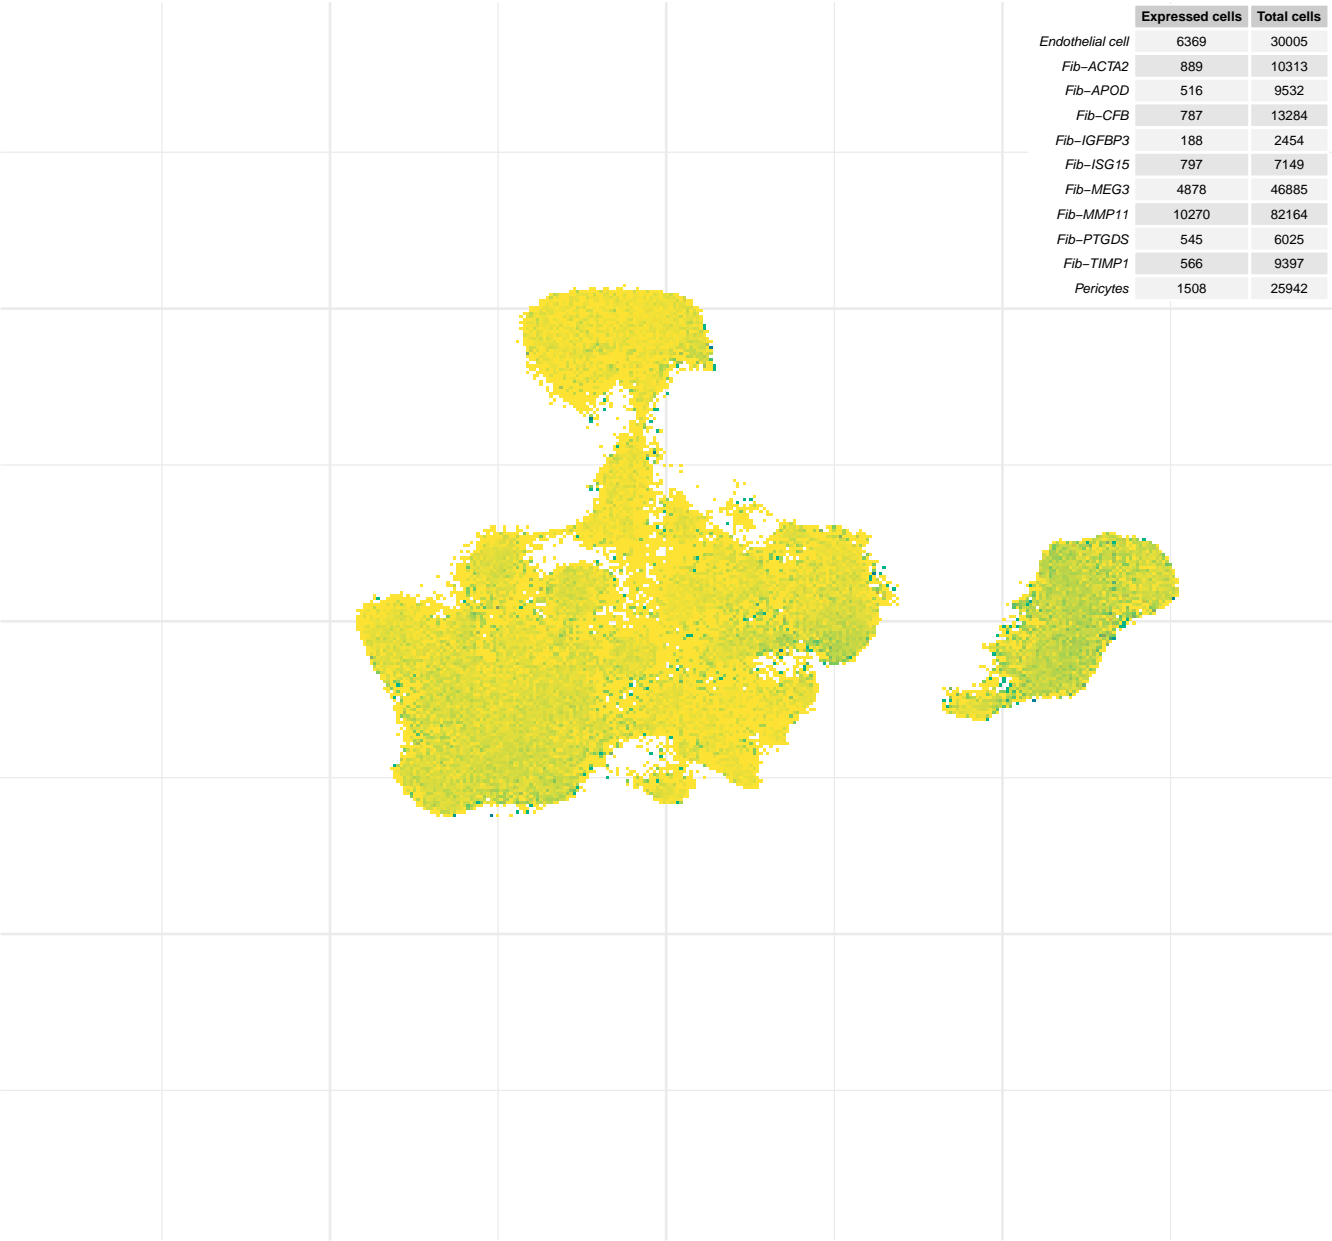 Expressed cells Total cells
Endothelial cell 6369 30005
Fib−ACTA2 889 10313
Fib−APOD 516 9532
Fib−CFB 787 13284
Fib−IGFBP3 188 2454
Fib−ISG15 797 7149
Fib−MEG3 4878 46885
Fib−MMP11 10270 82164
Fib−PTGDS 545 6025
Fib−TIMP1 566 9397
Pericytes 1508 25942